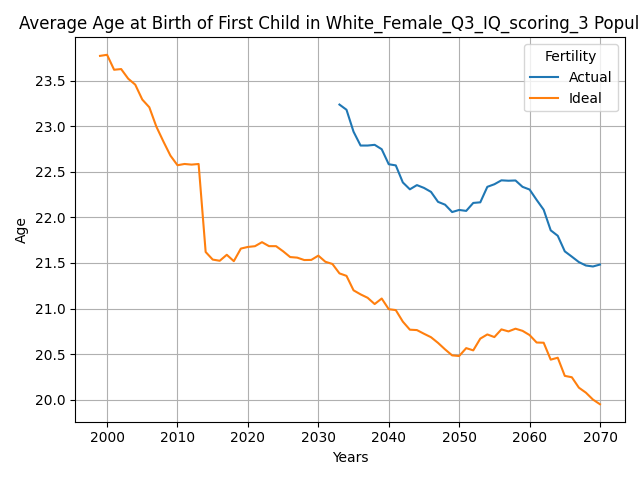 Average Age at Birth of First Child in White_Female_Q3_IQ_scoring_3 Popul
Fertility
Actual
Ideal
23.5
23.0
22.5
22.0
21.5
21.0
20.5
20.0
Age
2000 2010 2020 2030 2040 2050 2060 2070
Years